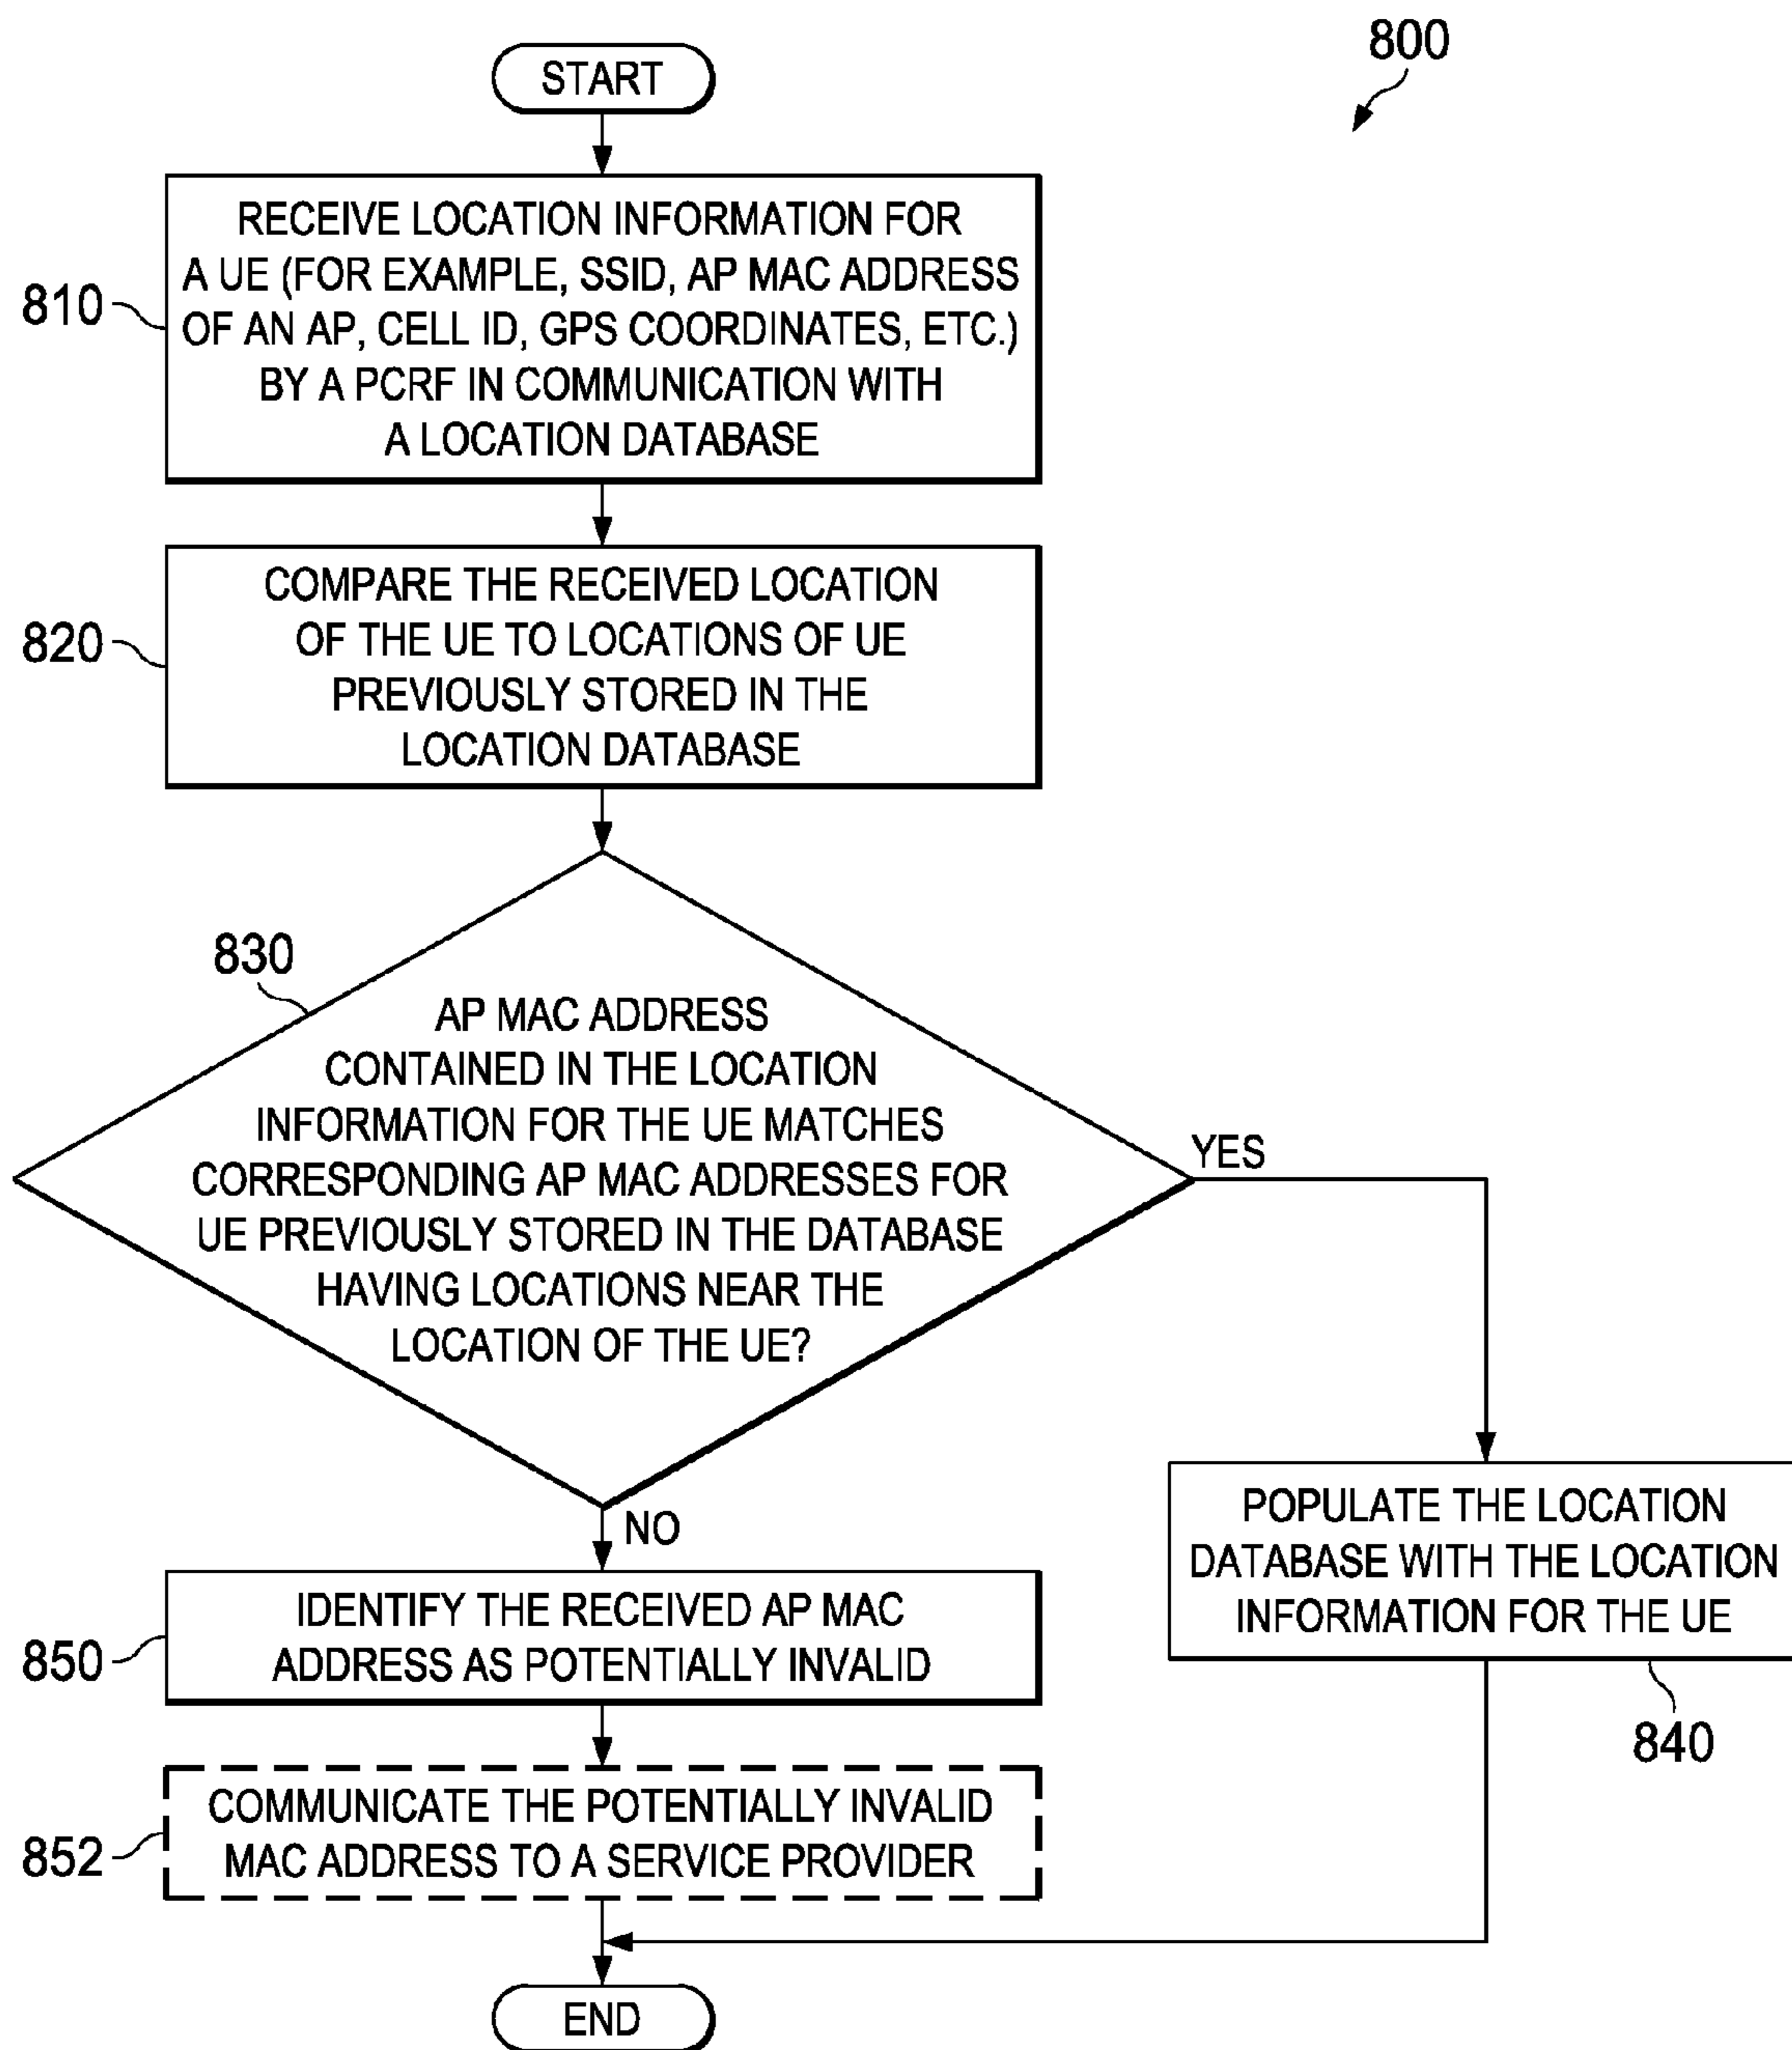 800
START
810
RECEIVE LOCATION INFORMATION FOR
A UE (FOR EXAMPLE, SSID, AP MAC ADDRESS
OF AN AP, CELL ID, GPS COORDINATES, ETC.)
BY A PCRF IN COMMUNICATION WITH
A LOCATION DATABASE
820
COMPARE THE RECEIVED LOCATION
OF THE UE TO LOCATIONS OF UE
PREVIOUSLY STORED IN THE
LOCATION DATABASE
830
AP MAC ADDRESS
CONTAINED IN THE LOCATION
INFORMATION FOR THE UE MATCHES
CORRESPONDING AP MAC ADDRESSES FOR
UE PREVIOUSLY STORED IN THE DATABASE
HAVING LOCATIONS NEAR THE
LOCATION OF THE UE?
YES
NO
POPULATE THE LOCATION
DATABASE WITH THE LOCATION
INFORMATION FOR THE UE
840
850
IDENTIFY THE RECEIVED AP MAC
ADDRESS AS POTENTIALLY INVALID
852
COMMUNICATE THE POTENTIALLY INVALID
MAC ADDRESS TO A SERVICE PROVIDER
END